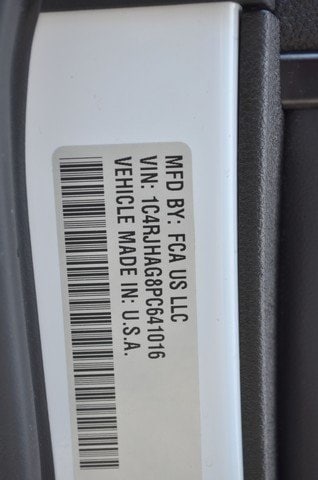 MFD BY: FCA US LLC
VIN: 1C4RJHAG8PC641016
VEHICLE MADE IN: U.S.A.